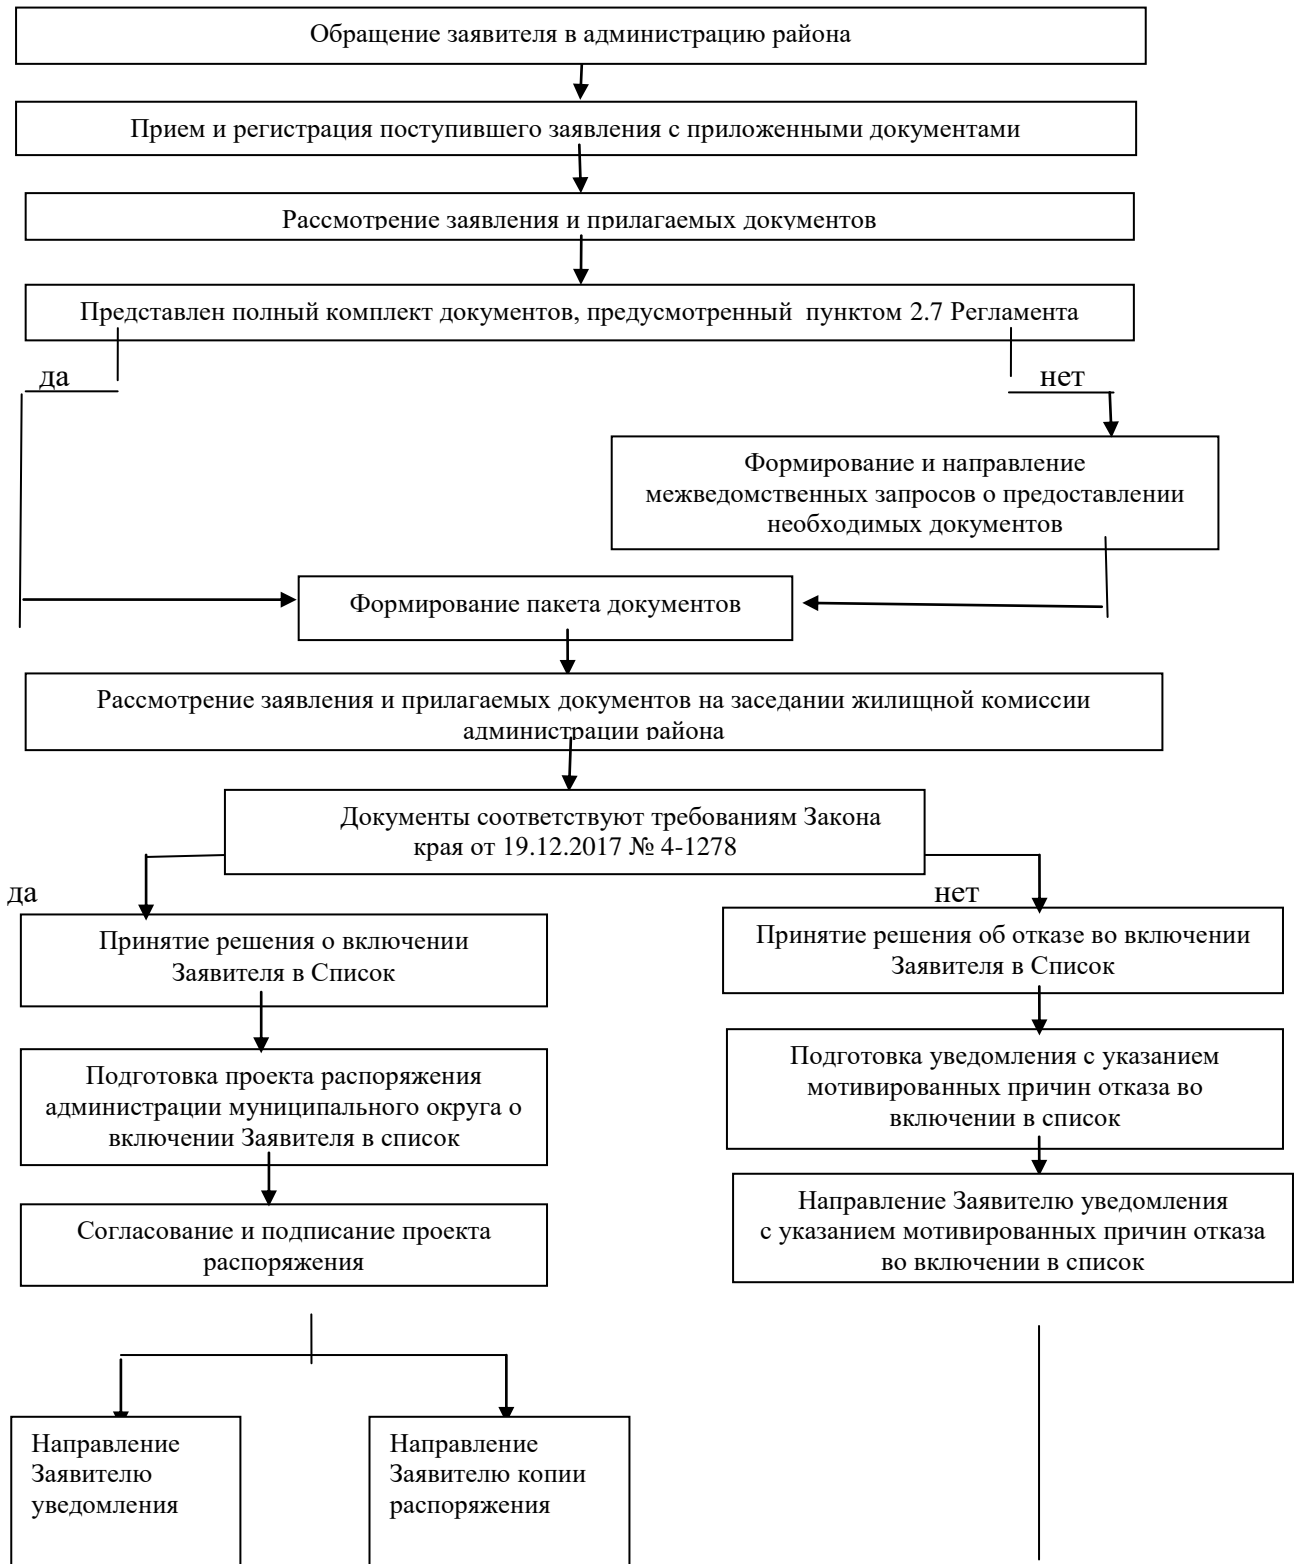 Обращение заявителя в администрацию района
Прием и регистрация поступившего заявления с приложенными документами
Рассмотрение заявления и прилагаемых документов
Представлен полный комплект документов, предусмотренный пунктом 2.7 Регламента
да
нет
Формирование и направление
межведомственных запросов о предоставлении
необходимых документов
Формирование пакета документов
Рассмотрение заявления и прилагаемых документов на заседании жилищной комиссии
администрации района
Документы соответствуют требованиям Закона
края от 19.12.2017 № 4-1278
да
нет
Принятие решения о включении
Заявителя в Список
Принятие решения об отказе во включении
Заявителя в Список
Подготовка проекта распоряжения
администрации муниципального округа о
включении Заявителя в список
Подготовка уведомления с указанием
мотивированных причин отказа во
включении в список
Согласование и подписание проекта
распоряжения
Направление Заявителю уведомления
с указанием мотивированных причин отказа
во включении в список
Направление
Заявителю
уведомления
Направление
Заявителю копии
распоряжения